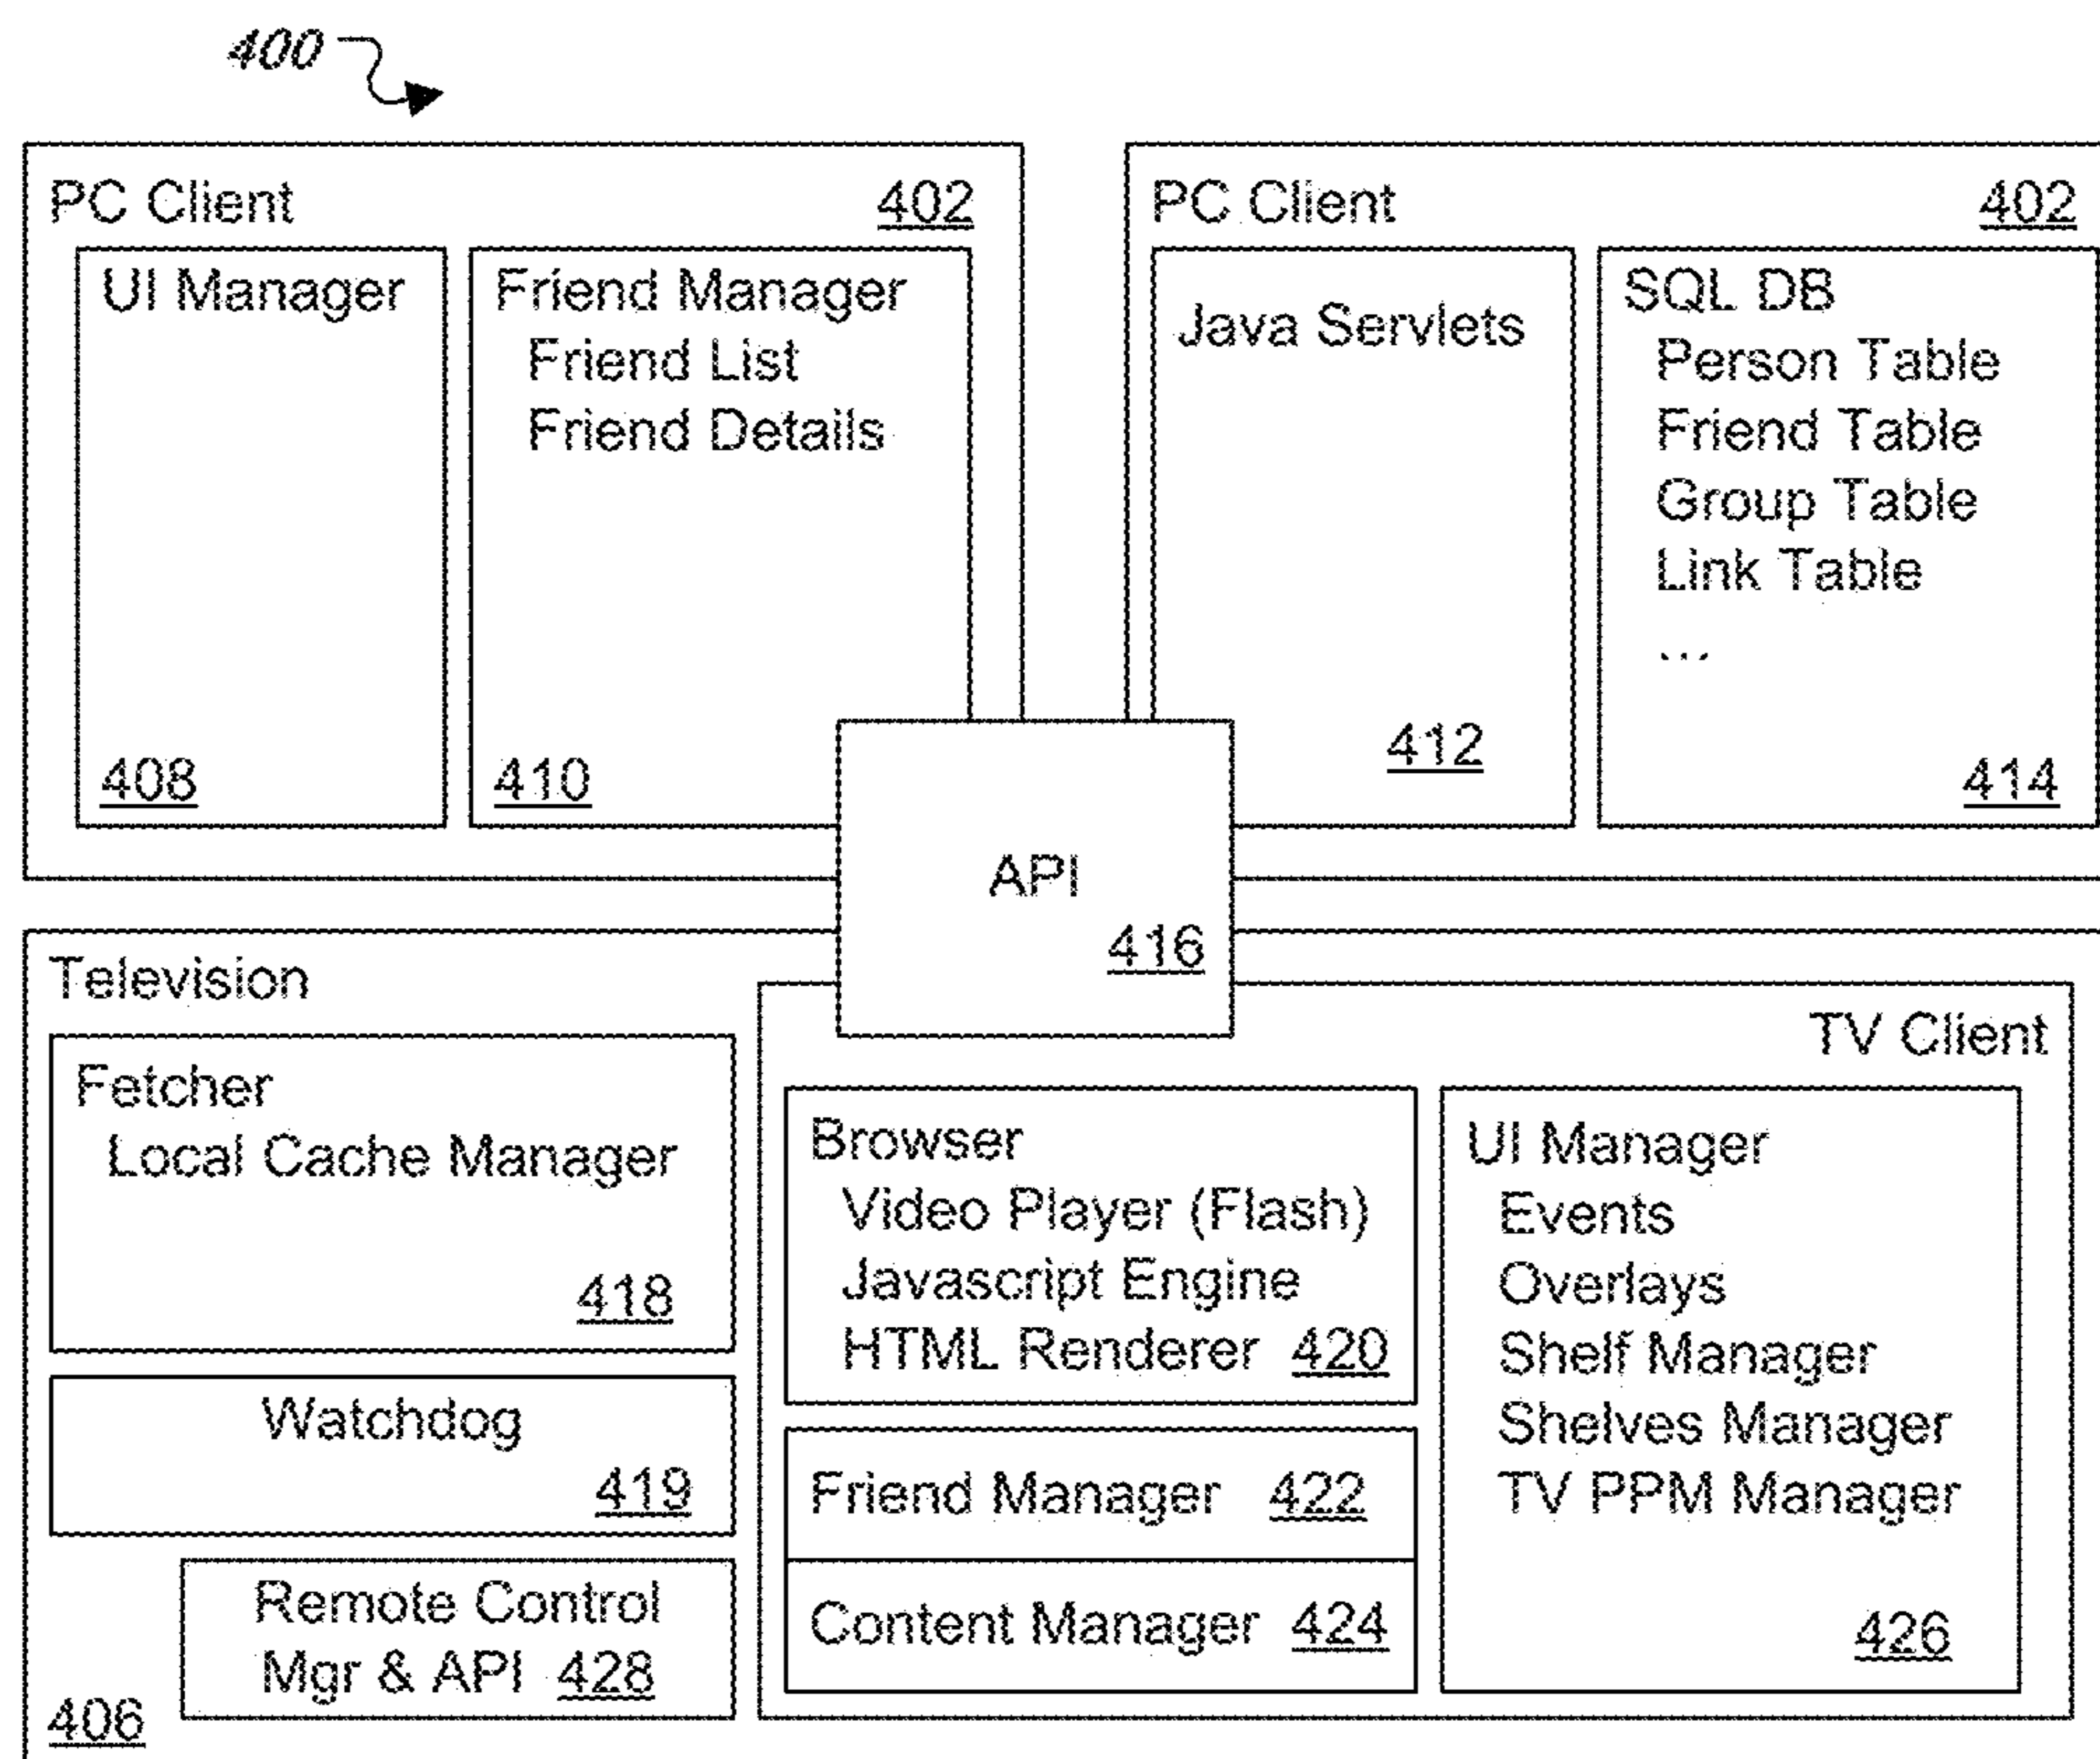 400
PC Client 402
UI Manager
408
Friend Manager
Friend List
Friend Details
410
PC Client 402
Java Servlets
412
SQL DB
Person Table
Friend Table
Group Table
Link Table
...
414
API
416
Television
Fetcher
Local Cache Manager
418
Watchdog
419
Remote Control
Mgr & API 428
406
TV Client
Browser
Video Player (Flash)
Javascript Engine
HTML Renderer 420
Friend Manager 422
Content Manager 424
UI Manager
Events
Overlays
Shelf Manager
Shelves Manager
TV PPM Manager
426